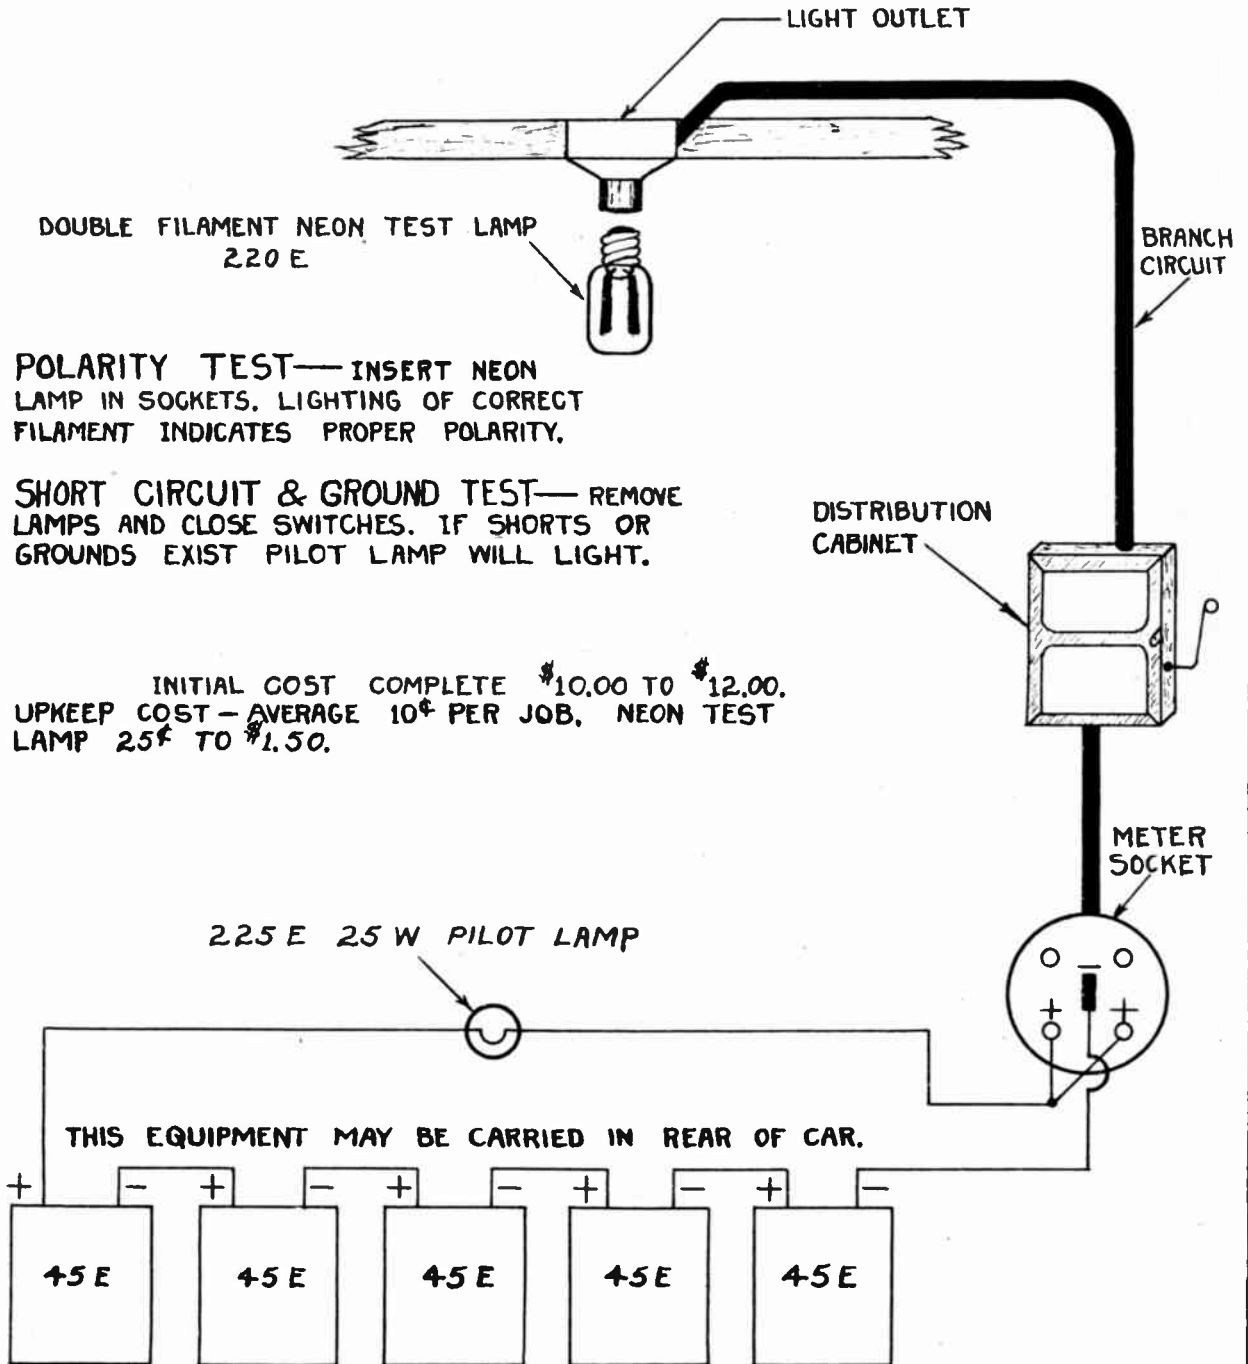 LIGHT OUTLET
DOUBLE FILAMENT NEON TEST LAMP
220 E
BRANCH
CIRCUIT
POLARITY TEST— INSERT NEON
LAMP IN SOCKETS. LIGHTING OF CORRECT
FILAMENT INDICATES PROPER POLARITY.
SHORT CIRCUIT & GROUND TEST— REMOVE
LAMPS AND CLOSE SWITCHES. IF SHORTS OR
GROUNDS EXIST PILOT LAMP WILL LIGHT.
DISTRIBUTION
CABINET
INITIAL COST COMPLETE $10.00 TO $12.00.
UPKEEP COST – AVERAGE 10¢ PER JOB. NEON TEST
LAMP 25¢ TO $1.50.
METER
SOCKET
225 E 25 W PILOT LAMP
–
+ +
THIS EQUIPMENT MAY BE CARRIED IN REAR OF CAR.
+ – + – + – + – + –
45 E 45 E 45 E 45 E 45 E